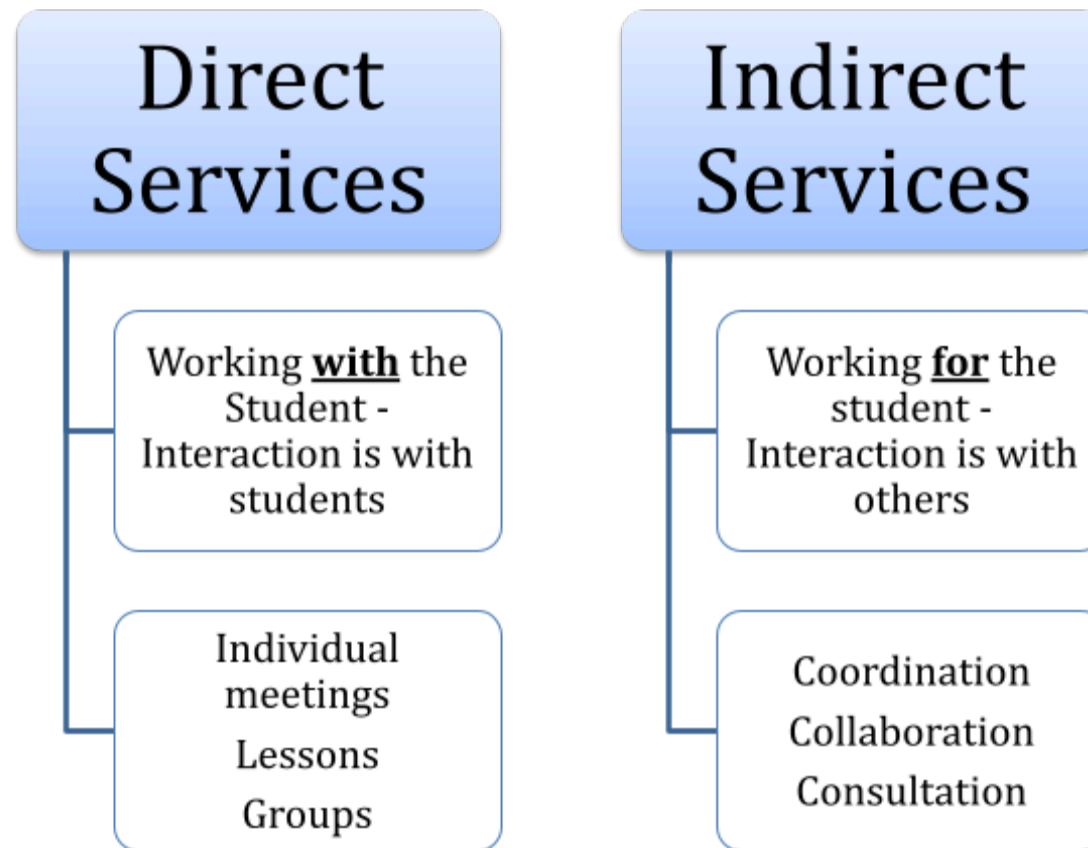 Direct
Services
Working with the
Student -
Interaction is with
students
Individual
meetings
Lessons
Groups
Indirect
Services
Working for the
student -
Interaction is with
others
Coordination
Collaboration
Consultation